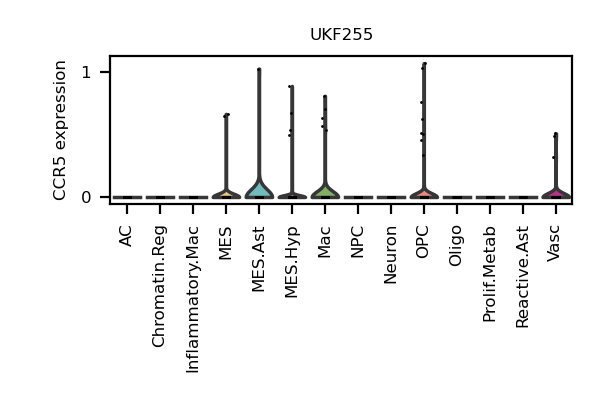 UKF255
CCR5 expression
1
0
AC
Chromatin.Reg
Inflammatory.Mac
MES
MES.Ast
MES.Hyp
Mac
NPC
Neuron
OPC
Oligo
Prolif.Metab
Reactive.Ast
Vasc